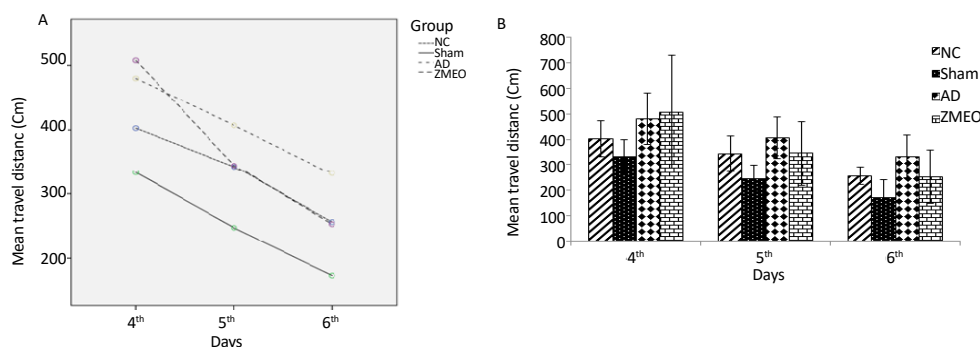 A
Group
NC
Sham
AD
ZMEO
500
400
300
200
Mean travel distanc (Cm)
4th 5th 6th
Days
B
800
700
600
500
400
300
200
100
0
Mean travel distanc (Cm)
4th 5th 6th
Days
NC
Sham
AD
ZMEO